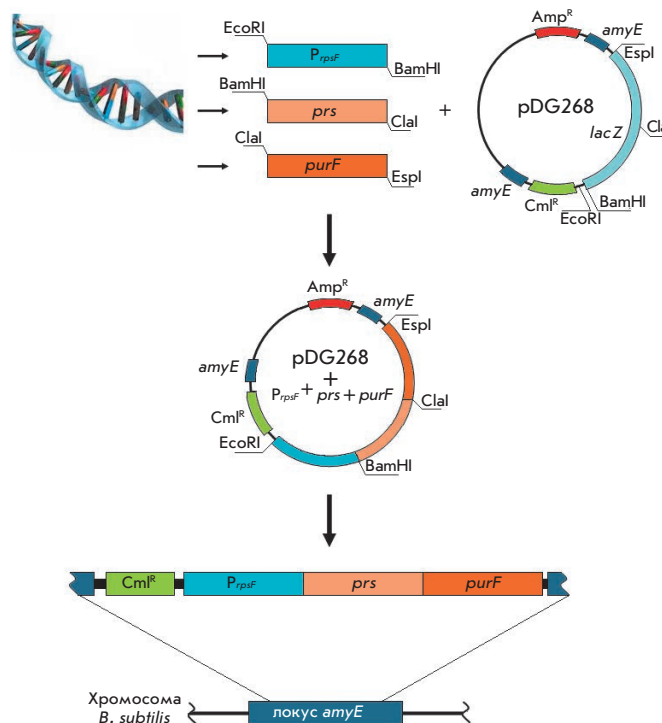 EcoRI
PrpsF
BamHI
BamHI
prs
ClaI
ClaI
purF
EspI
+
AmpR
amyE
EspI
pDG268
lacZ
Cla
amyE
CmlR
BamHI
EcoRI
AmpR
amyE
EspI
pDG268
+
PrpsF + prs + purF
amyE
CmlR
ClaI
EcoRI
BamHI
CmlR
PrpsF
prs
purF
Хромосома
B. subtilis
локус amyE